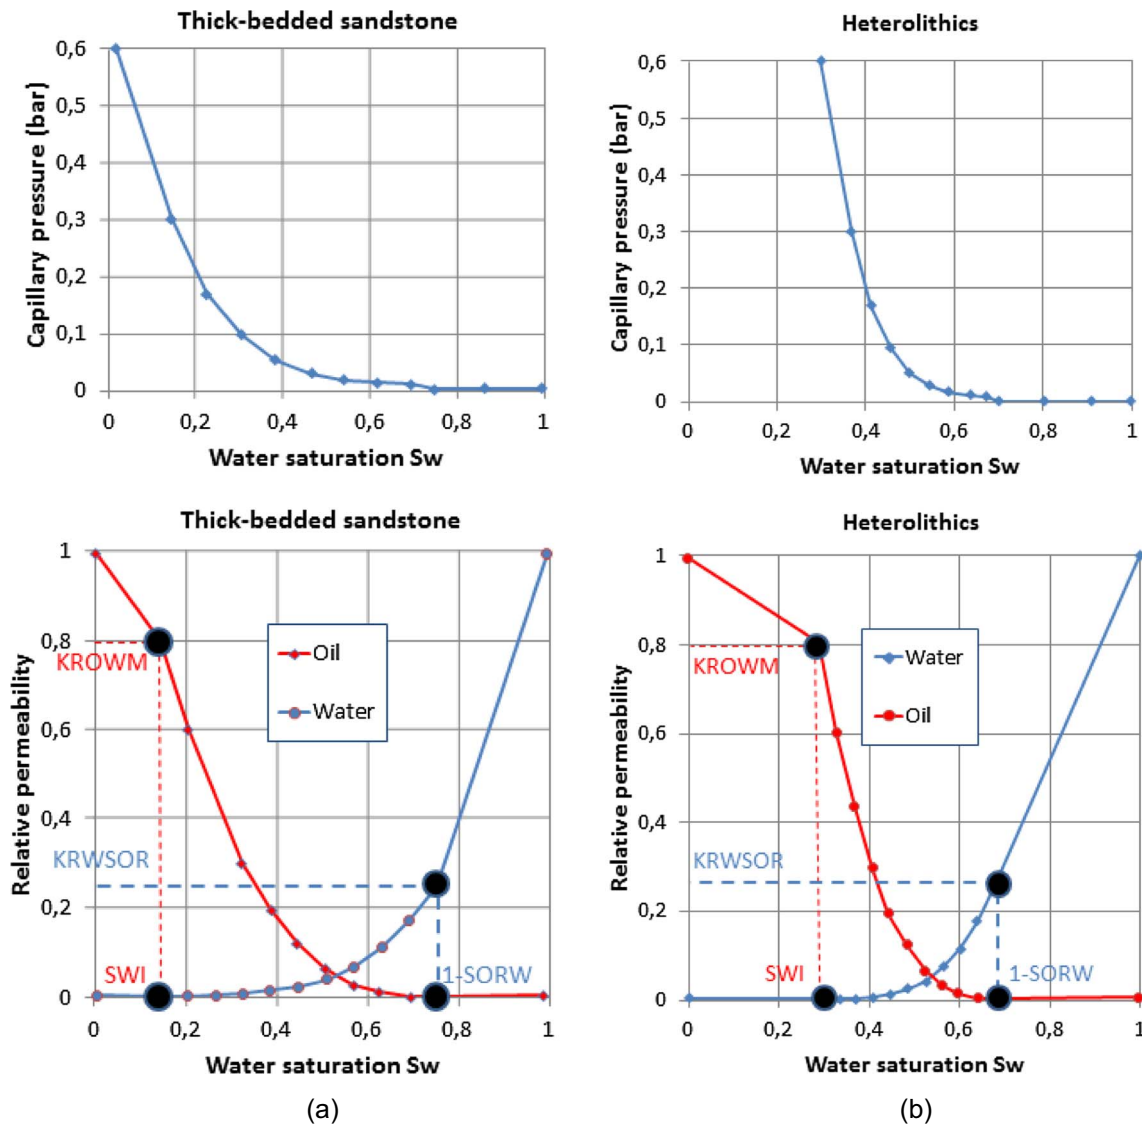 Thick-bedded sandstone
Capillary pressure (bar)
0,6
0,5
0,4
0,3
0,2
0,1
0
0 0,2 0,4 0,6 0,8 1
Water saturation Sw
Heterolithics
Capillary pressure (bar)
0,6
0,5
0,4
0,3
0,2
0,1
0
0 0,2 0,4 0,6 0,8 1
Water saturation Sw
Thick-bedded sandstone
Relative permeability
1
0,8
0,6
0,4
0,2
0
KROWM
Oil
Water
KRWSOR
SWI
1-SORW
0 0,2 0,4 0,6 0,8 1
Water saturation Sw
(a)
Heterolithics
Relative permeability
1
0,8
0,6
0,4
0,2
0
KROWM
Water
Oil
KRWSOR
SWI
1-SORW
0 0,2 0,4 0,6 0,8 1
Water saturation Sw
(b)